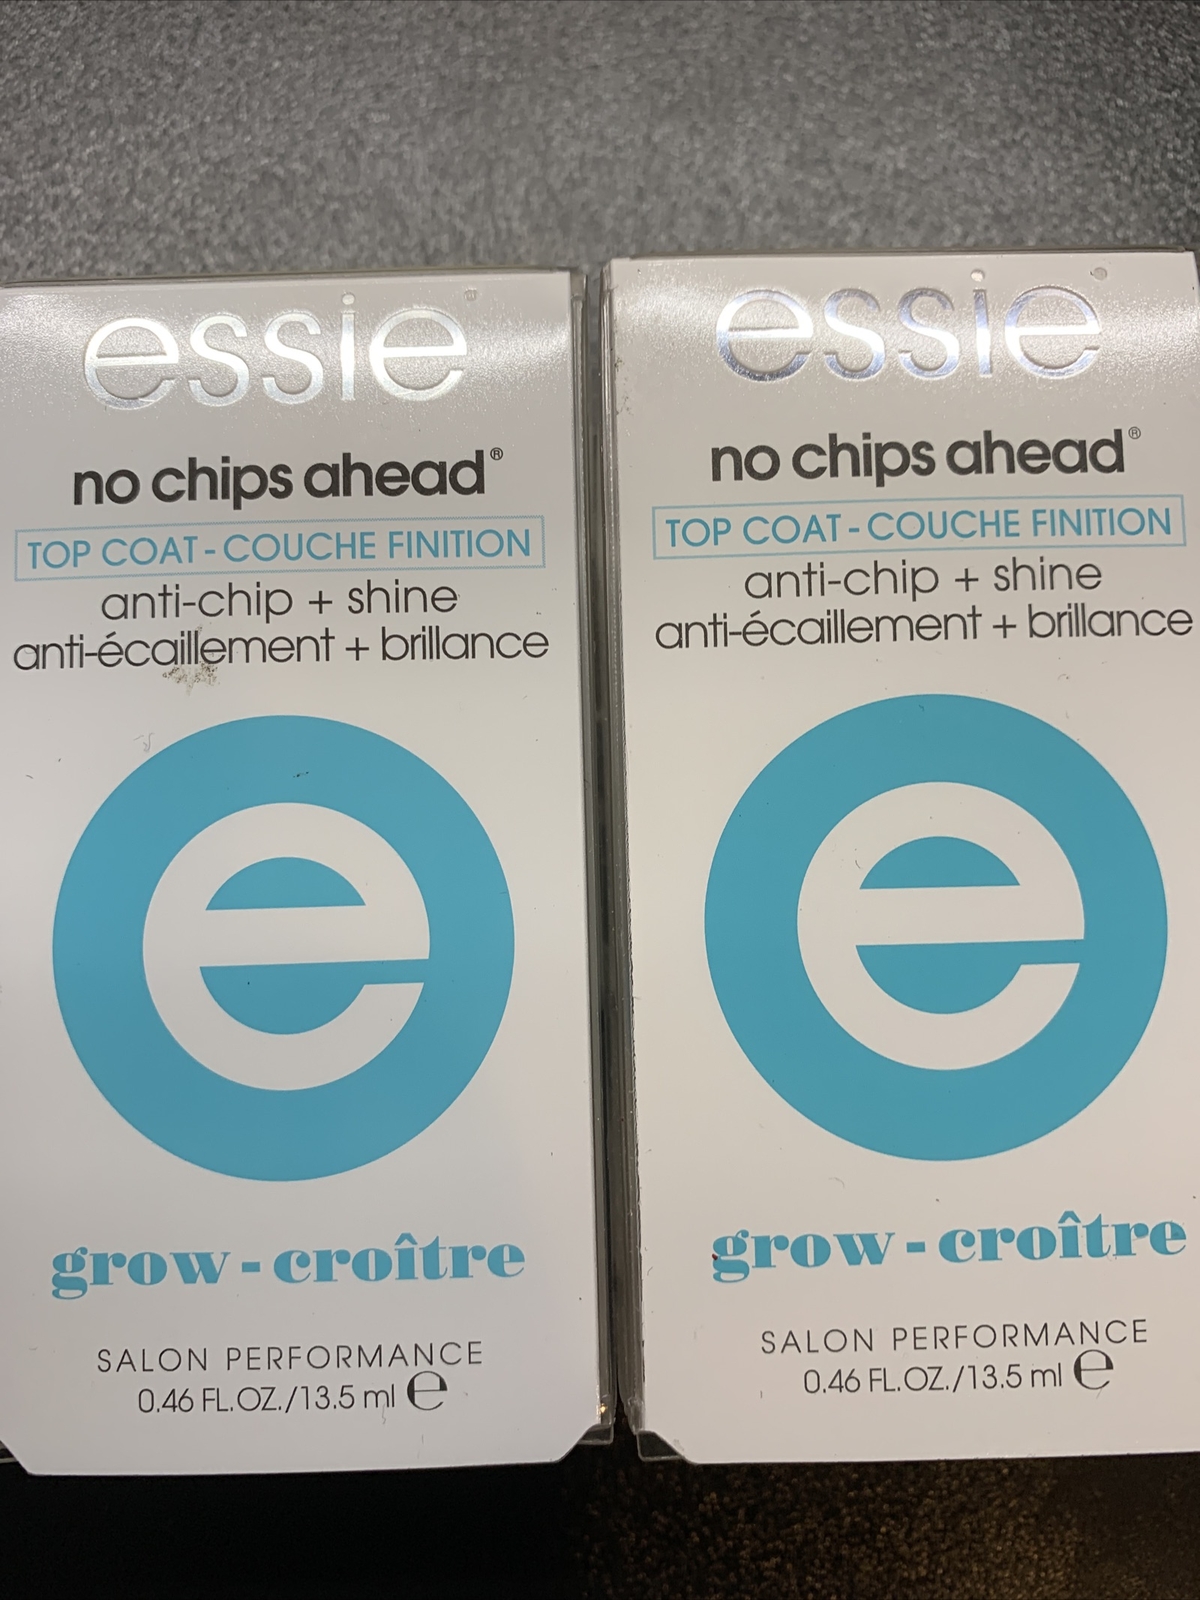 essie
no chips ahead®
TOP COAT - COUCHE FINITION
anti-chip + shine
anti-écaillement + brillance
e
grow - croître
SALON PERFORMANCE
0.46 FL.OZ./13.5 ml e
essie
no chips ahead®
TOP COAT - COUCHE FINITION
anti-chip + shine
anti-écaillement + brillance
e
grow - croître
SALON PERFORMANCE
0.46 FL.OZ./13.5 ml e